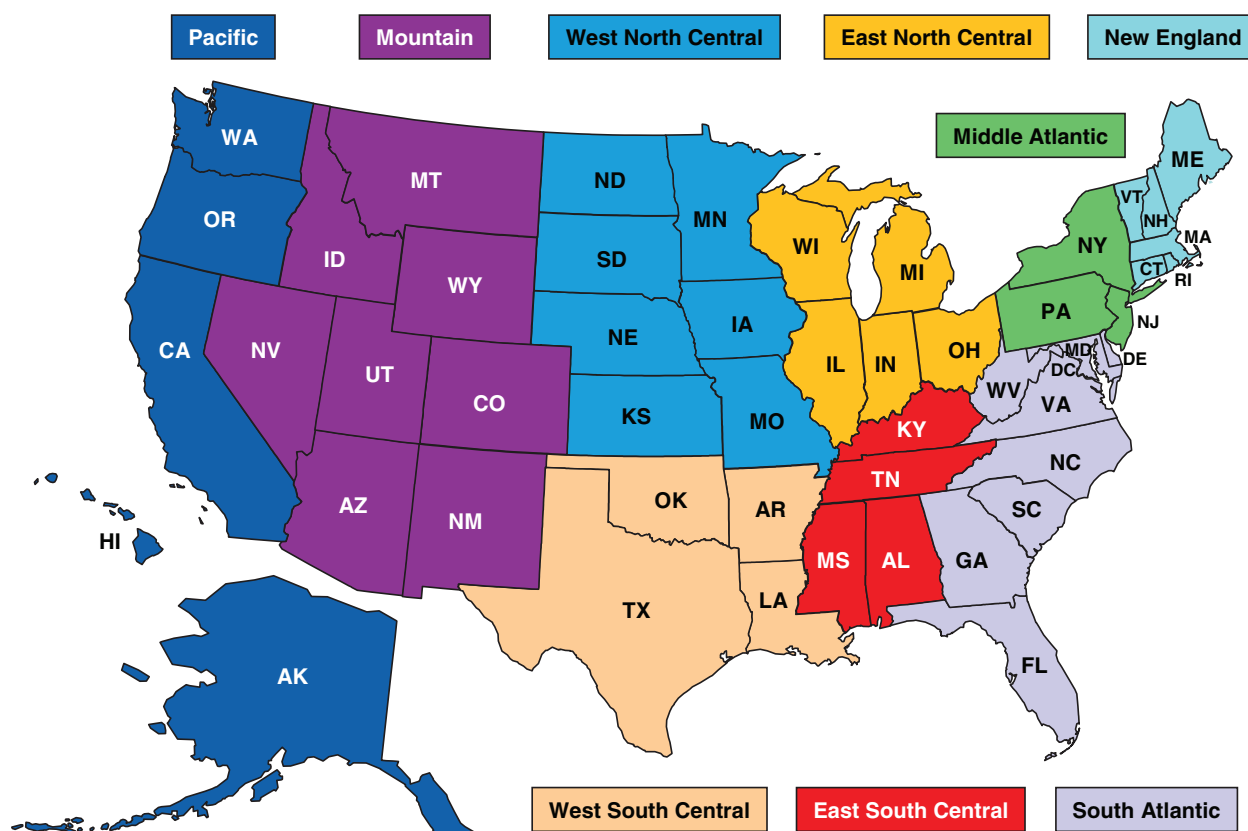 Pacific
Mountain
West North Central
East North Central
New England
Middle Atlantic
WA
OR
CA
HI
AK
MT
ID
WY
NV
UT
CO
AZ
NM
ND
SD
NE
KS
MN
IA
MO
WI
MI
IL
IN
OH
ME
VT
NH
MA
CT
RI
NY
PA
NJ
MD
DE
DC
WV
VA
NC
SC
GA
FL
KY
TN
MS
AL
OK
AR
TX
LA
West South Central
East South Central
South Atlantic